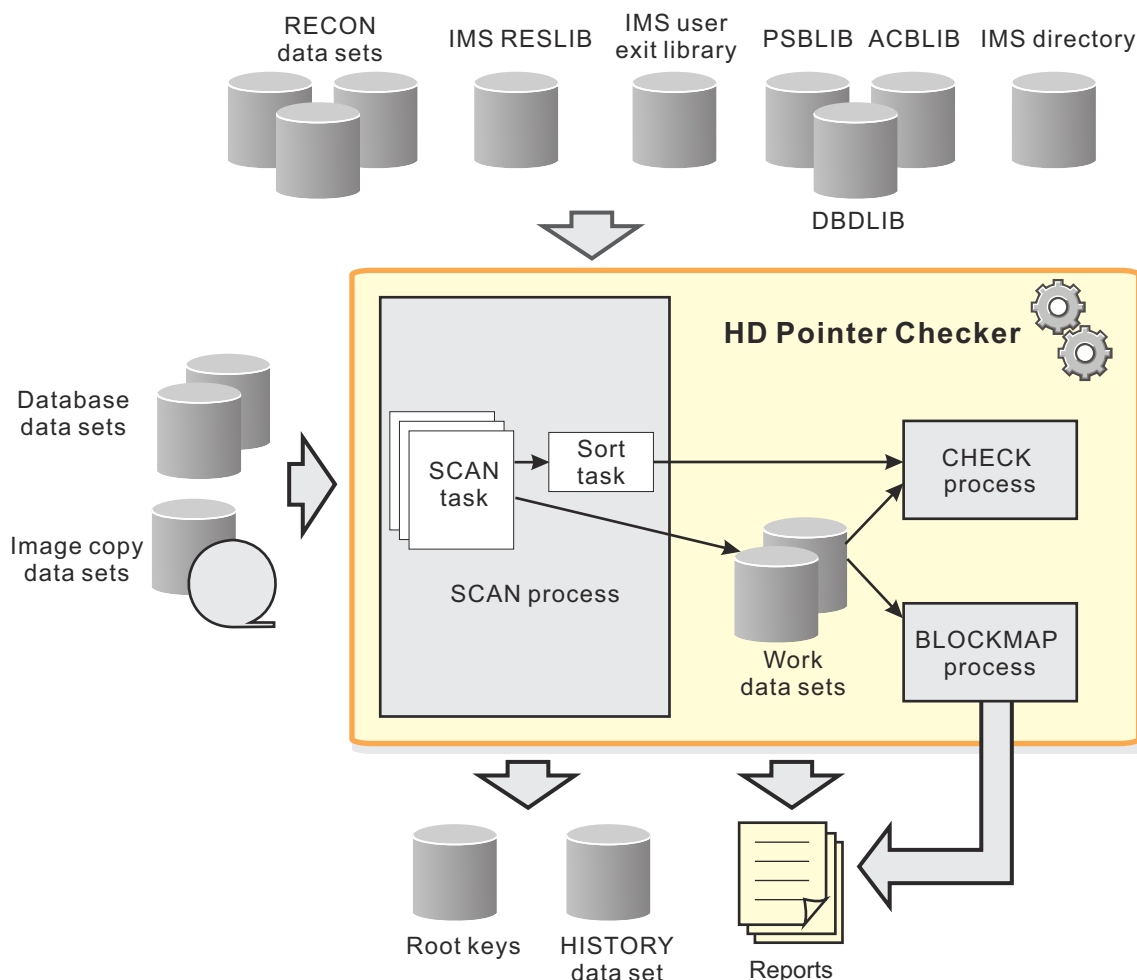 RECON
data sets
IMS RESLIB
IMS user
exit library
PSBLIB
ACBLIB
IMS directory
DBDLIB
HD Pointer Checker
Database
data sets
Image copy
data sets
SCAN
task
Sort
task
CHECK
process
SCAN process
Work
data sets
BLOCKMAP
process
Root keys
HISTORY
data set
Reports